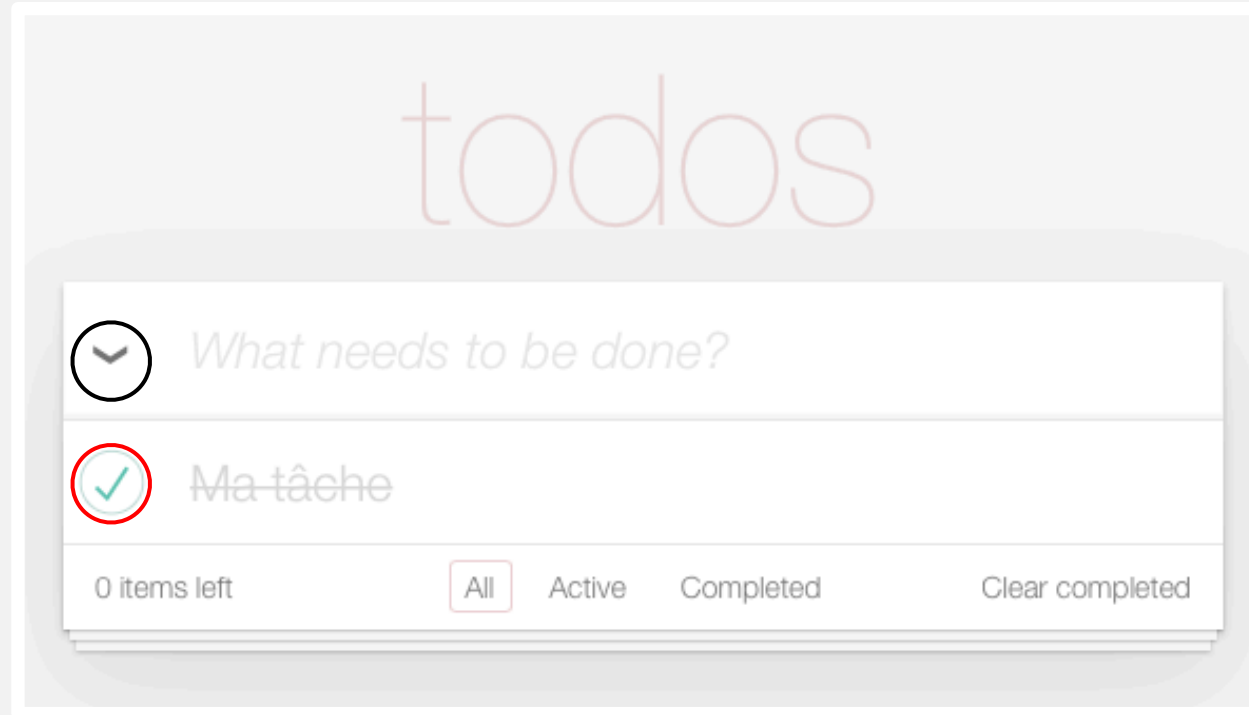 todos
What needs to be done?
Ma tâche
0 items left All Active Completed Clear completed